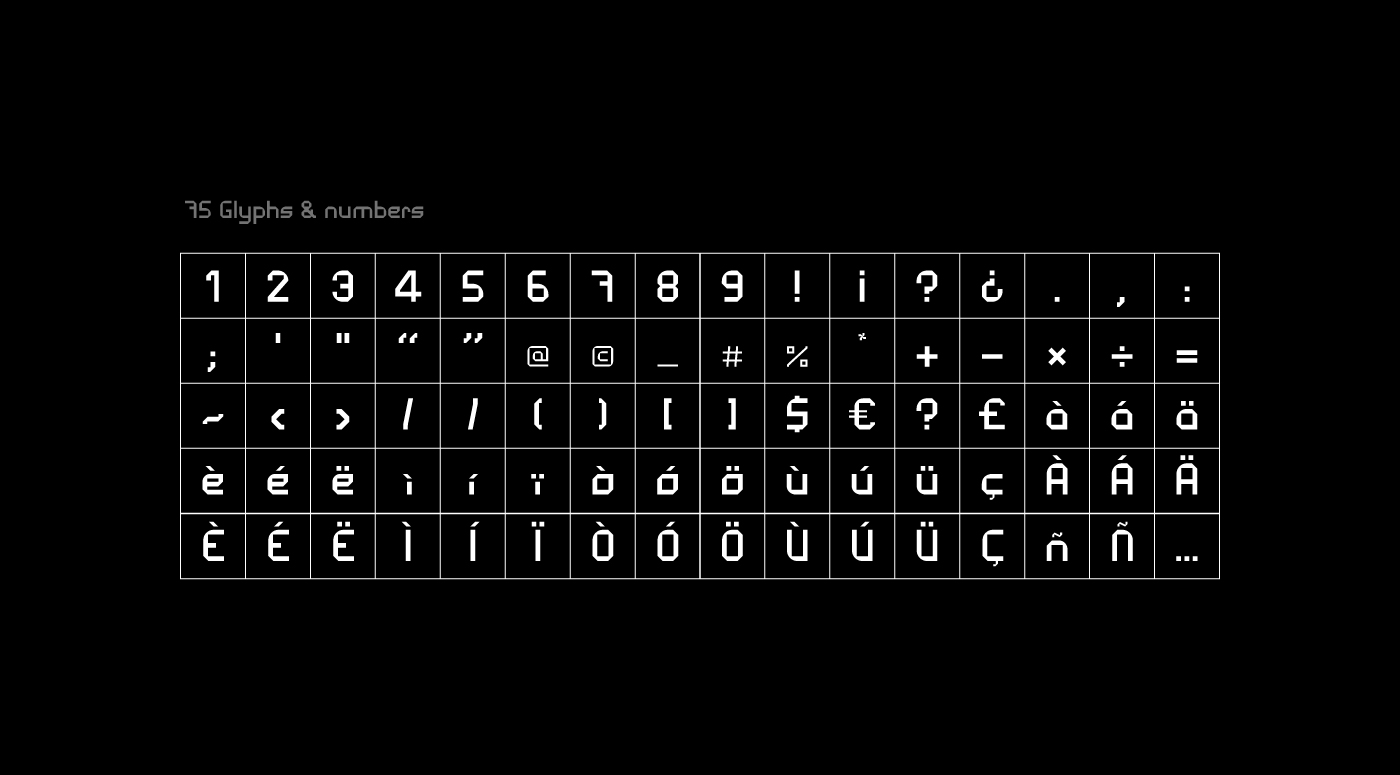 75 Glyphs & numbers
1 2 3 4 5 6 7 8 9 ! ¡ ? ¿ . , :
; ' " “ ” @ © _ # % * + − × ÷ =
~ ‹ › / / ( ) [ ] $ € ? £ à á ä
è é ë ì í ï ò ó ö ù ú ü ç À Á Ä
È É Ë Ì Í Ï Ò Ó Ö Ù Ú Ü Ç ñ Ñ …